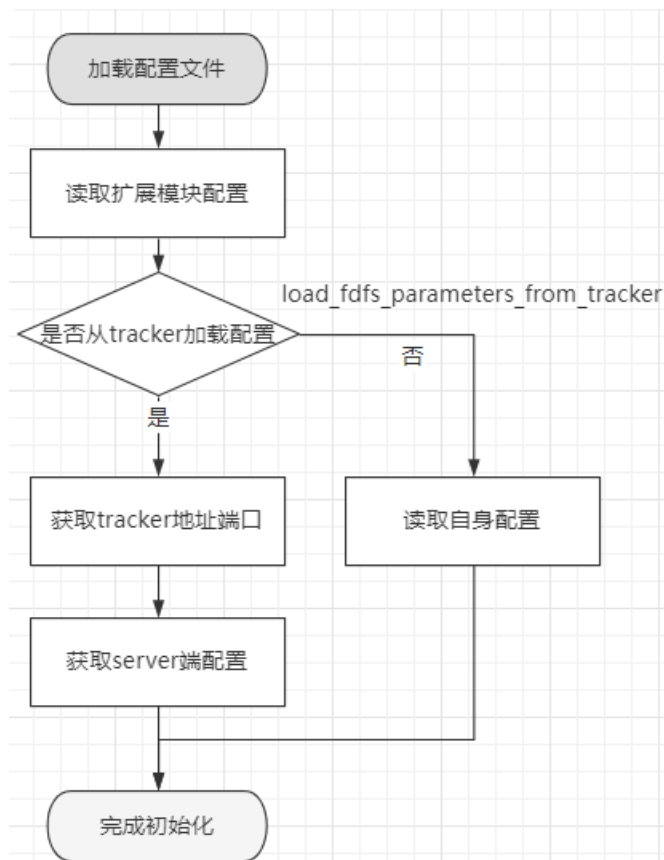 加载配置文件
读取扩展模块配置
load_fdfs_parameters_from_tracker
是否从tracker加载配置
否
是
获取tracker地址端口
读取自身配置
获取server端配置
完成初始化